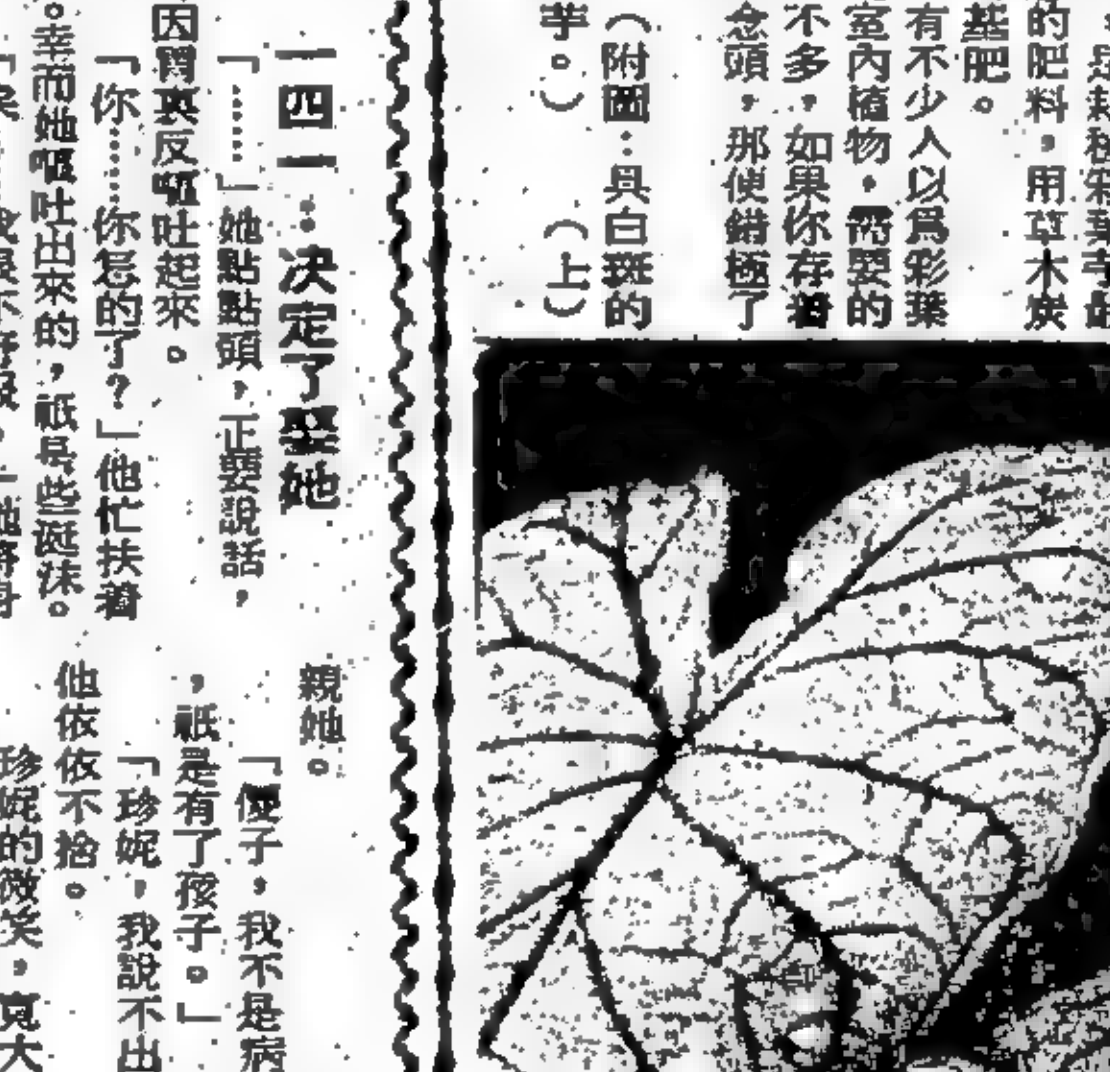 的肥料，用草木炭
基肥。
有不少人以爲彩葉
室內植物。需要的
不多，如果你存着
念頭，那便錯極了
（附圖：具白斑的
芋。）　（上）
一四一：决定了娶她
「……」她點點頭，正要說話，
因胃裏反嘔吐起來。
「你……你怎的了？」他忙扶着
。幸而她嘔吐出來的，祇是些涎沫。
親她。
「傻子，我不是病
，祇是有了孩子。」
「珍妮，我說不出
他依依不捨。
珍妮的微笑，眞大